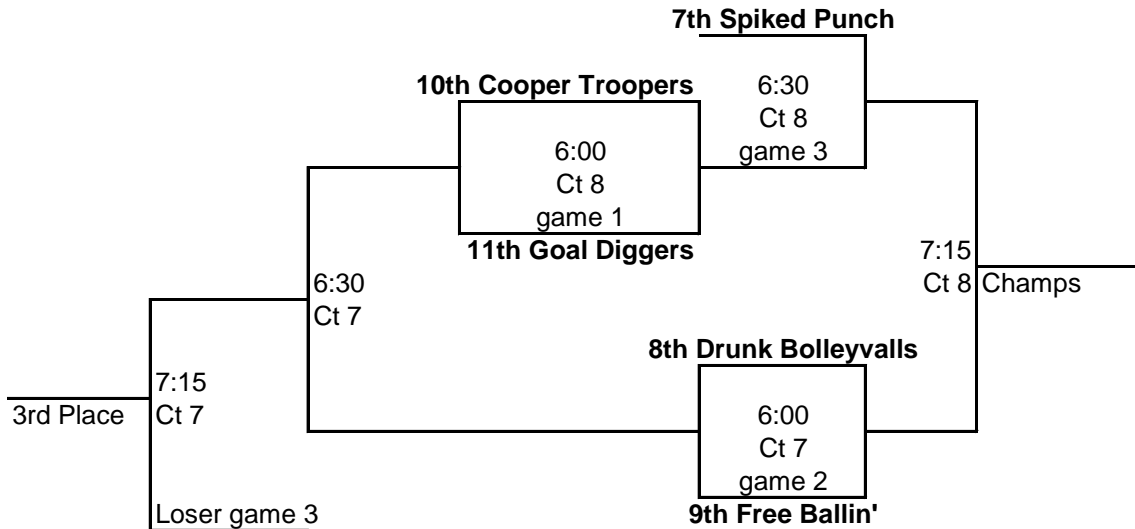 7th Spiked Punch
10th Cooper Troopers
6:30
Ct 8
game 3
6:00
Ct 8
game 1
11th Goal Diggers
7:15
Ct 8
Champs
6:30
Ct 7
8th Drunk Bolleyvalls
7:15
Ct 7
3rd Place
6:00
Ct 7
game 2
Loser game 3
9th Free Ballin'